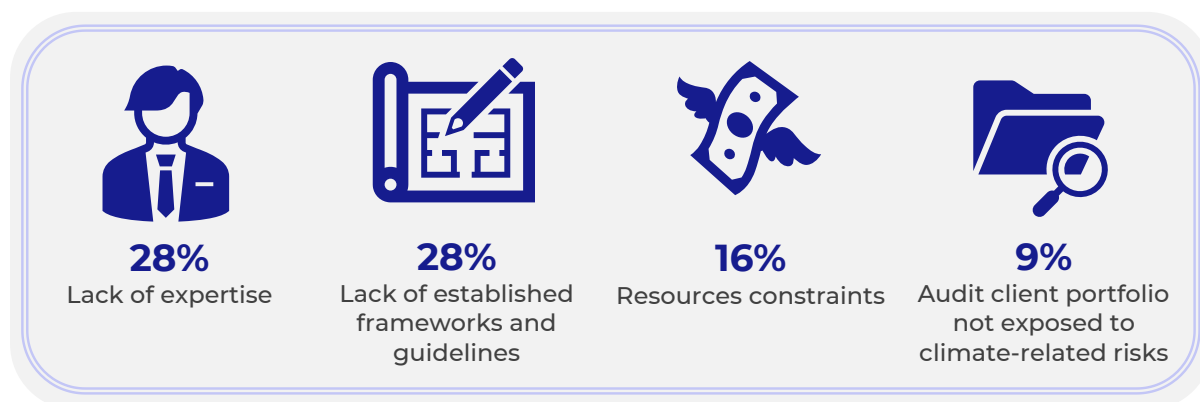 28%
Lack of expertise
28%
Lack of established
frameworks and
guidelines
16%
Resources constraints
9%
Audit client portfolio
not exposed to
climate-related risks